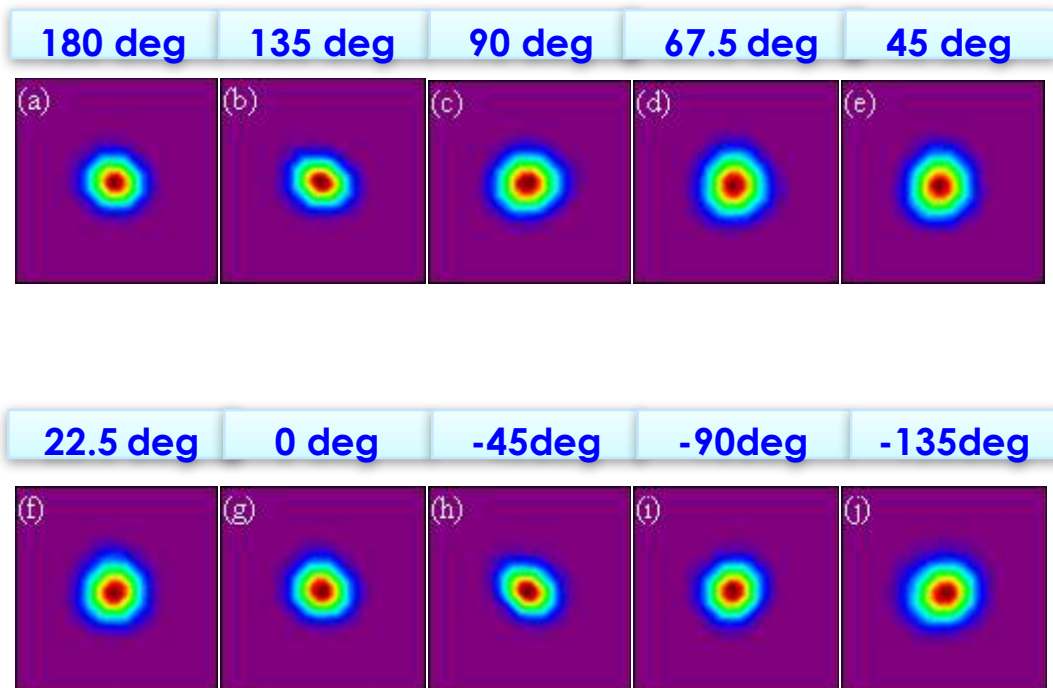 180 deg 135 deg 90 deg 67.5 deg 45 deg
(a) (b) (c) (d) (e)
22.5 deg 0 deg -45deg -90deg -135deg
(f) (g) (h) (i) (j)